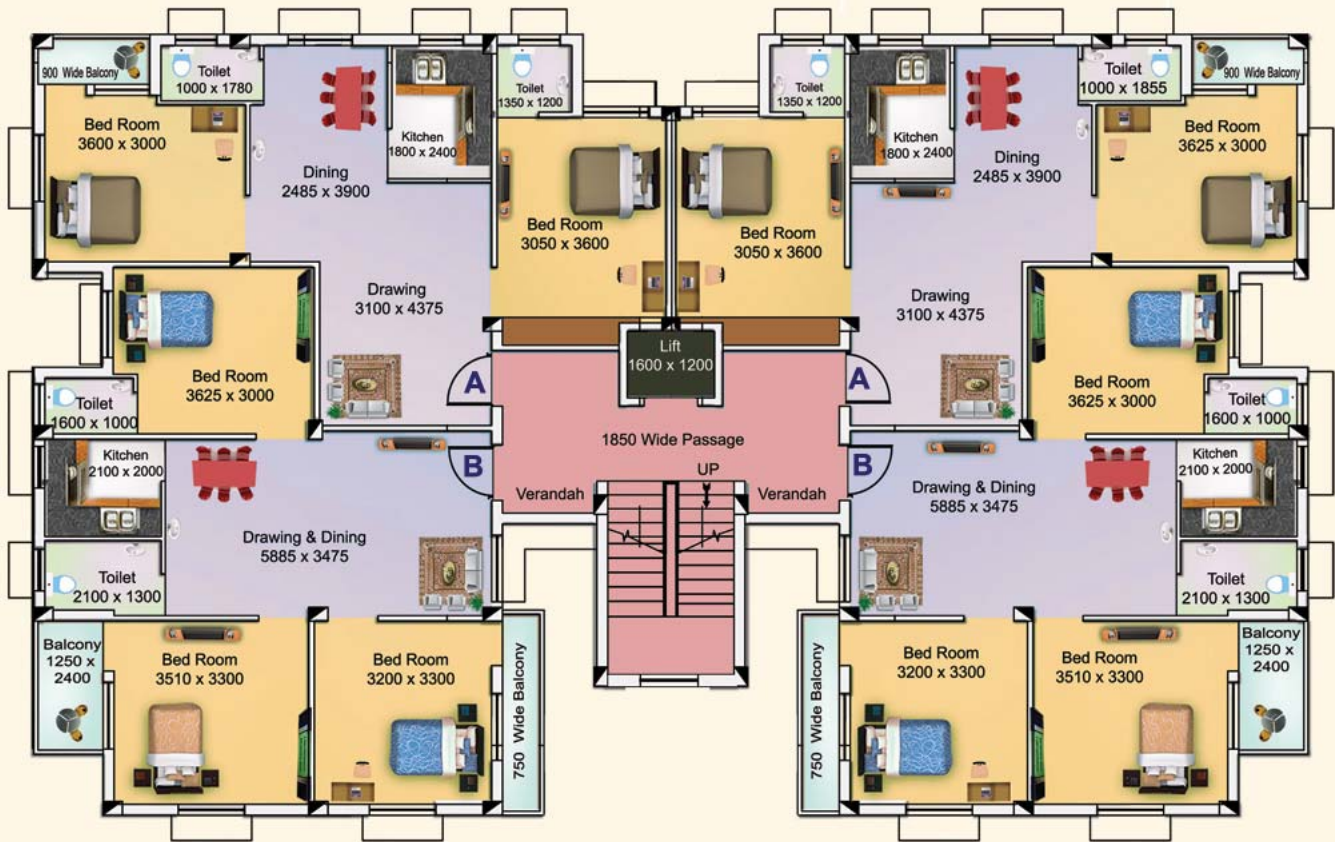 900 Wide Balcony
Toilet
1000 x 1780
Bed Room
3600 x 3000
Dining
2485 x 3900
Kitchen
1800 x 2400
Toilet
1350 x 1200
Bed Room
3050 x 3600
Drawing
3100 x 4375
Bed Room
3625 x 3000
Toilet
1600 x 1000
A
Toilet
1350 x 1200
Kitchen
1800 x 2400
Dining
2485 x 3900
Toilet
1000 x 1855
900 Wide Balcony
Bed Room
3625 x 3000
Bed Room
3050 x 3600
Drawing
3100 x 4375
Bed Room
3625 x 3000
Toilet
1600 x 1000
A
Lift
1600 x 1200
1850 Wide Passage
UP
Verandah
Verandah
B
Kitchen
2100 x 2000
Drawing & Dining
5885 x 3475
Toilet
2100 x 1300
Balcony
1250 x
2400
Bed Room
3510 x 3300
Bed Room
3200 x 3300
750 Wide Balcony
B
Drawing & Dining
5885 x 3475
Kitchen
2100 x 2000
Toilet
2100 x 1300
750 Wide Balcony
Bed Room
3200 x 3300
Bed Room
3510 x 3300
Balcony
1250 x
2400